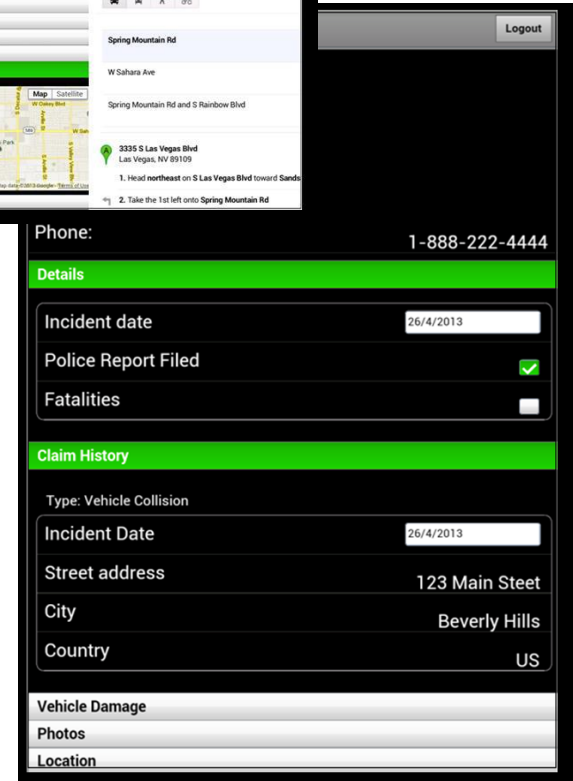 Logout
Spring Mountain Rd
W Sahara Ave
Spring Mountain Rd and S Rainbow Blvd
Map Satellite
W Oakey Blvd
3335 S Las Vegas Blvd
Las Vegas, NV 89109
1. Head northeast on S Las Vegas Blvd toward Sands
2. Take the 1st left onto Spring Mountain Rd
Phone:
1-888-222-4444
Details
Incident date
26/4/2013
Police Report Filed
Fatalities
Claim History
Type: Vehicle Collision
Incident Date
26/4/2013
Street address
123 Main Steet
City
Beverly Hills
Country
US
Vehicle Damage
Photos
Location